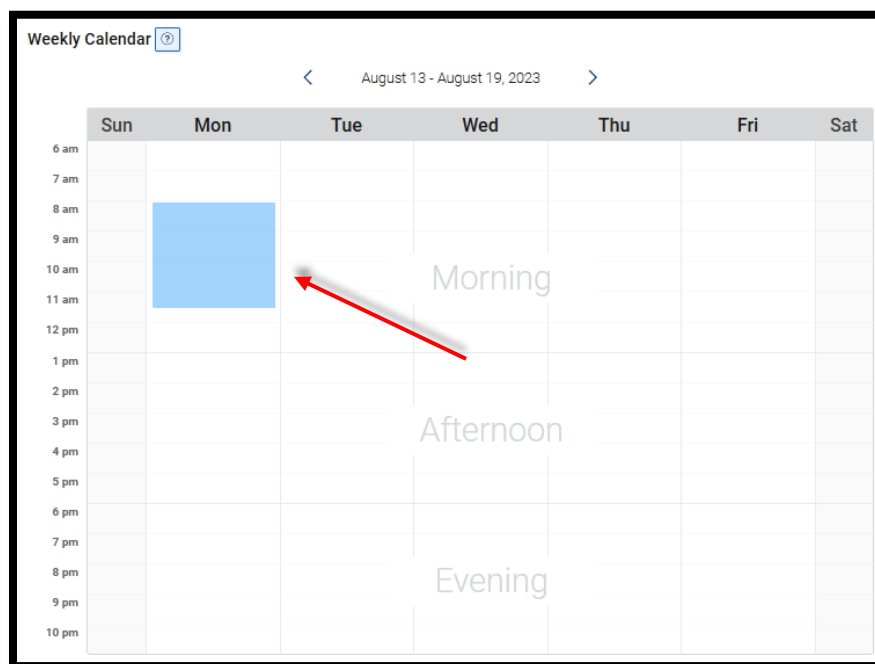 Weekly Calendar ?
August 13 - August 19, 2023
Sun Mon Tue Wed Thu Fri Sat
6 am
7 am
8 am
9 am
10 am
Morning
11 am
12 pm
1 pm
2 pm
3 pm
Afternoon
4 pm
5 pm
6 pm
7 pm
8 pm
Evening
9 pm
10 pm